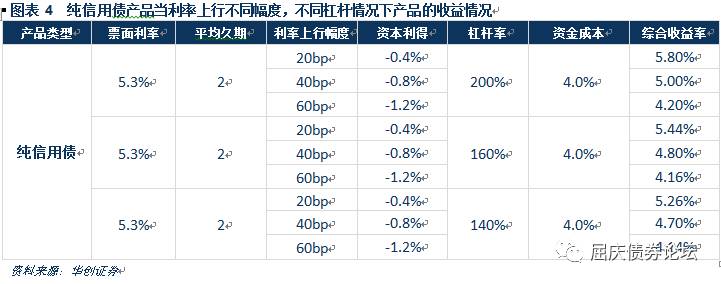 图表 4 纯信用债产品当利率上行不同幅度，不同杠杆情况下产品的收益情况
产品类型 票面利率 平均久期 利率上行幅度 资本利得 杠杆率 资金成本 综合收益率
纯信用债 5.3% 2 20bp -0.4% 200% 4.0% 5.80%
40bp -0.8% 5.00%
60bp -1.2% 4.20%
5.3% 2 20bp -0.4% 160% 4.0% 5.44%
40bp -0.8% 4.80%
60bp -1.2% 4.16%
5.3% 2 20bp -0.4% 140% 4.0% 5.26%
40bp -0.8% 4.70%
60bp -1.2% 4.14%
屈庆债券论坛
资料来源：华创证券